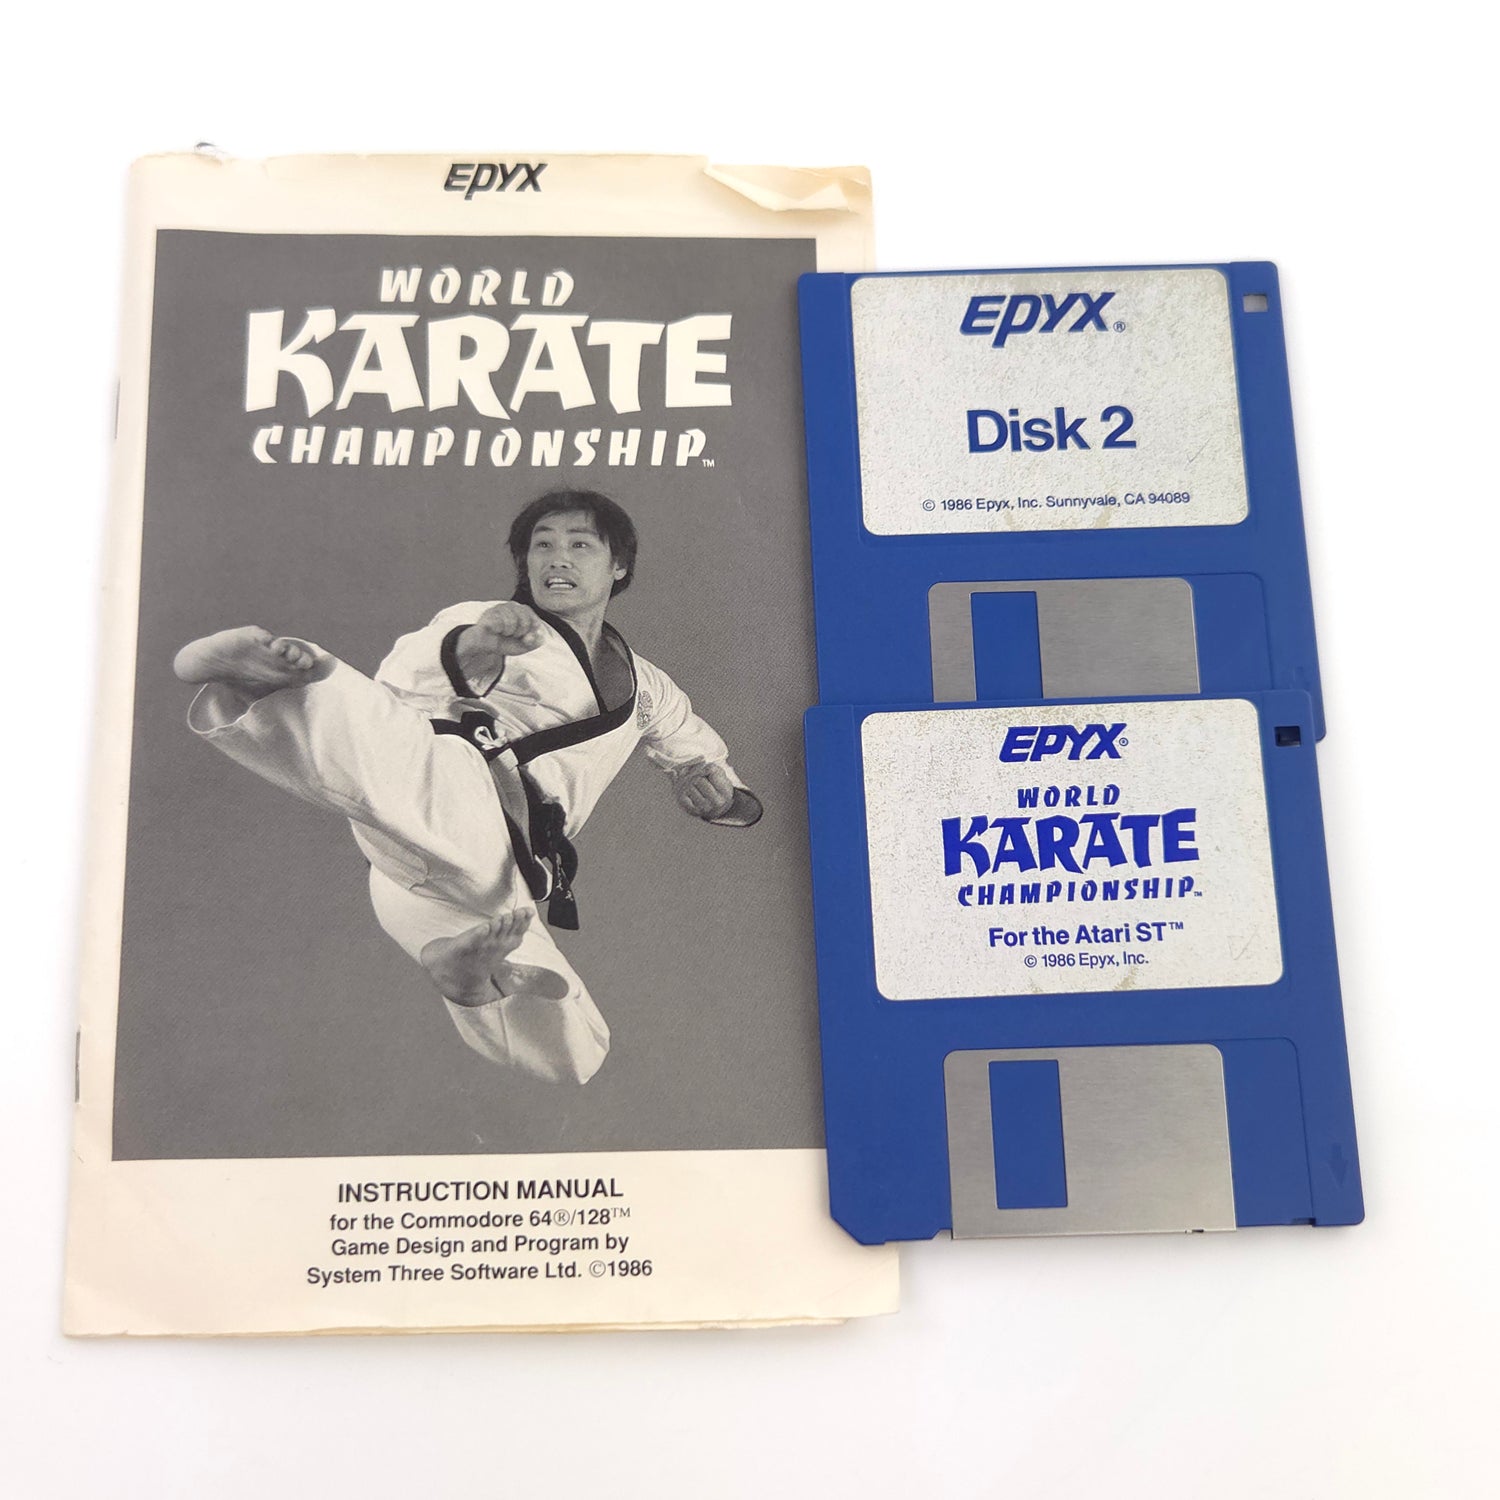 EPYX
WORLD
KARATE
CHAMPIONSHIP™
INSTRUCTION MANUAL
for the Commodore 64®/128™
Game Design and Program by
System Three Software Ltd. ©1986
EPYX®
Disk 2
© 1986 Epyx, Inc. Sunnyvale, CA 94089
EPYX®
WORLD
KARATE
CHAMPIONSHIP™
For the Atari ST™
© 1986 Epyx, Inc.